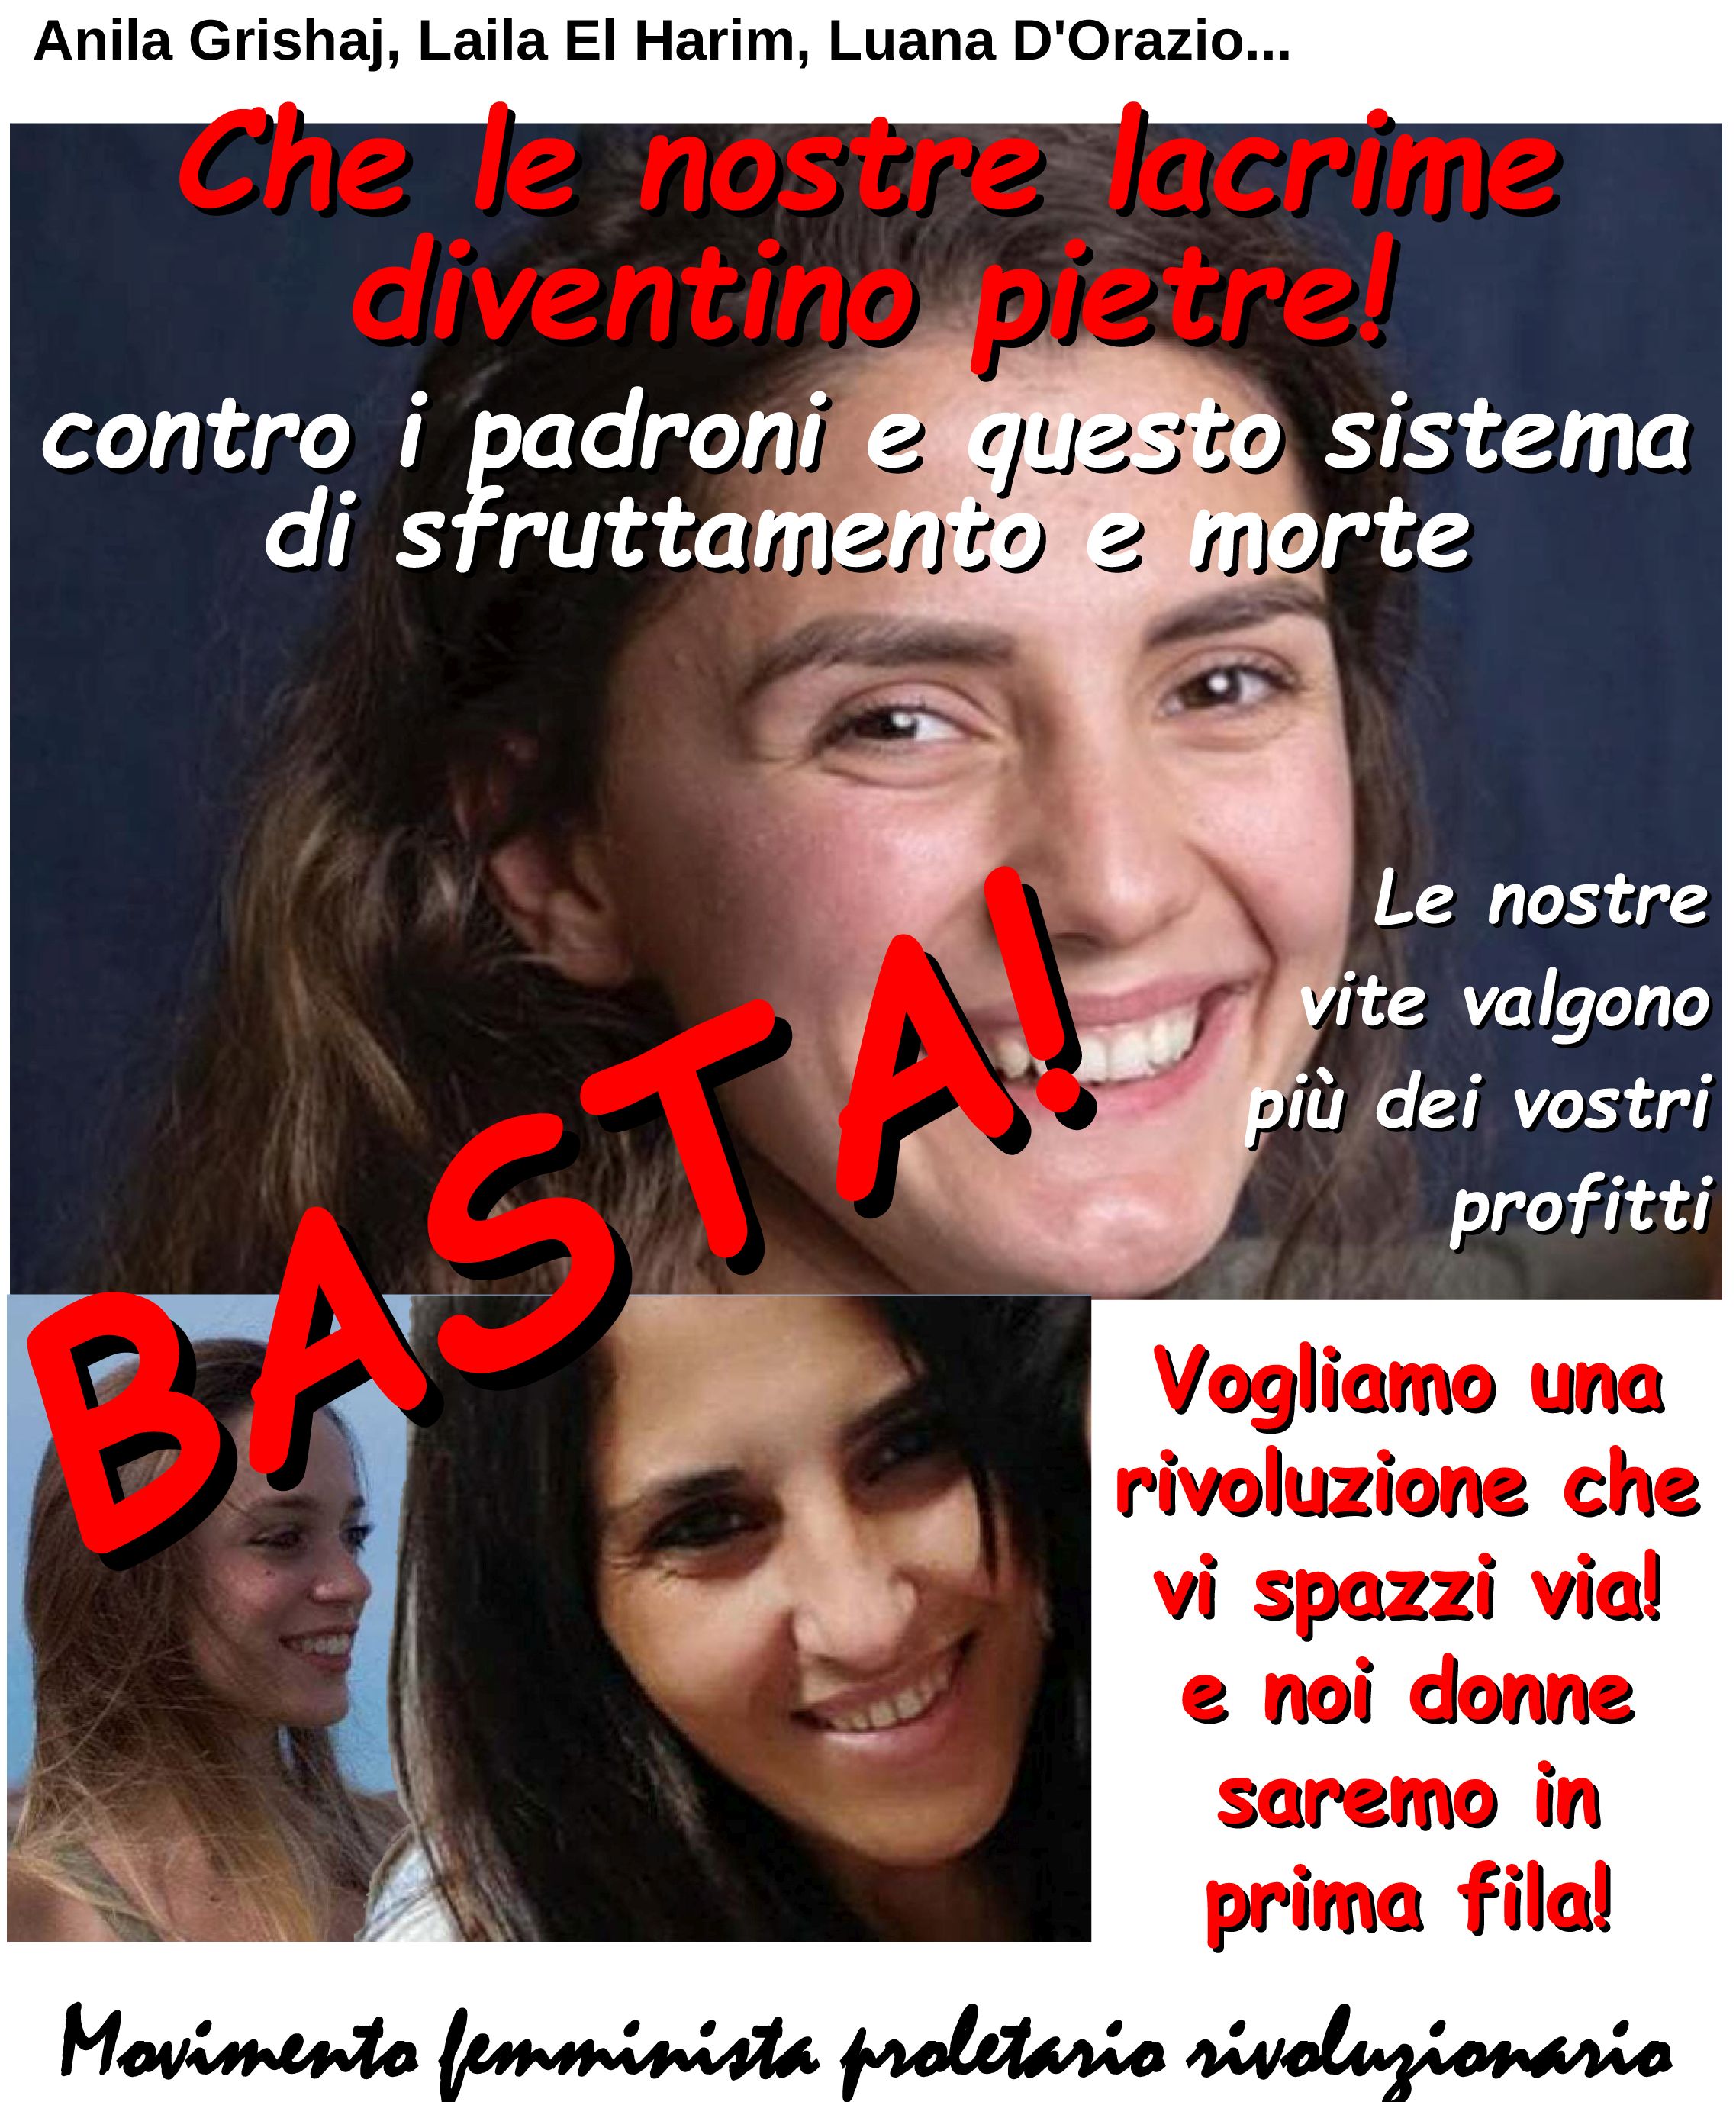 Anila Grishaj, Laila El Harim, Luana D'Orazio...
Che le nostre lacrime
diventino pietre!
contro i padroni e questo sistema
di sfruttamento e morte
Le nostre
vite valgono
più dei vostri
profitti
BASTA!
Vogliamo una
rivoluzione che
vi spazzi via!
e noi donne
saremo in
prima fila!
Movimento femminista proletario rivoluzionario